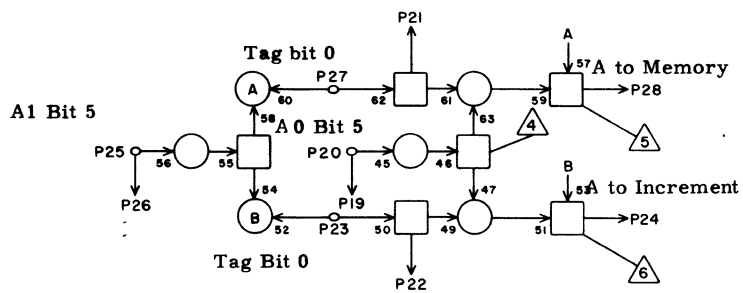 P21
Tag bit 0
A
P27
57
A to Memory
A
60
62
61
59
P28
A1 Bit 5
58
A0 Bit 5
63
4
5
P25
56
55
P20
45
46
B
54
47
53
A to Increment
P26
P19
B
52
P23
50
49
51
P24
Tag Bit 0
P22
6